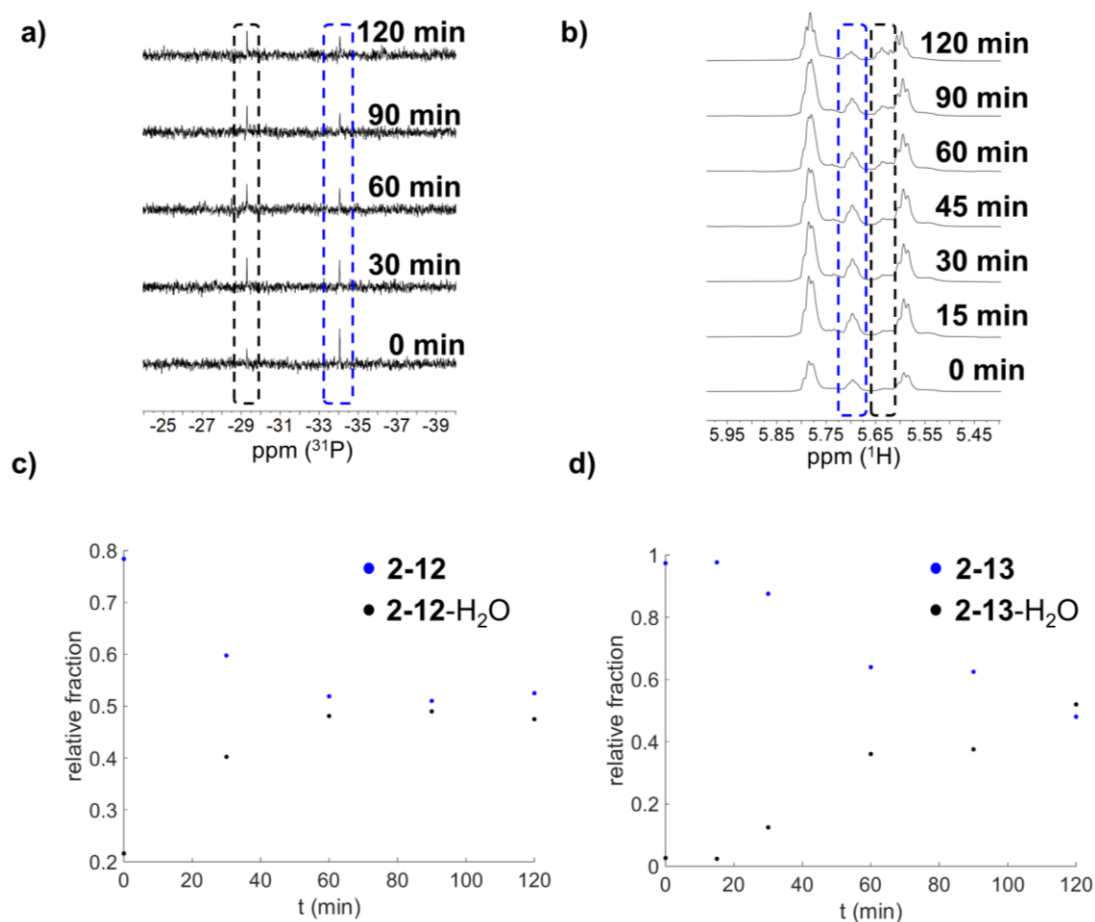 a)
120 min
90 min
60 min
30 min
0 min
-25 -27 -29 -31 -33 -35 -37 -39
ppm (³¹P)
b)
120 min
90 min
60 min
45 min
30 min
15 min
0 min
5.95 5.85 5.75 5.65 5.55 5.45
ppm (¹H)
c)
relative fraction
0.8
0.7
0.6
0.5
0.4
0.3
0.2
2-12
2-12-H₂O
0 20 40 60 80 100 120
t (min)
d)
relative fraction
1
0.8
0.6
0.4
0.2
0
2-13
2-13-H₂O
0 20 40 60 80 100 120
t (min)